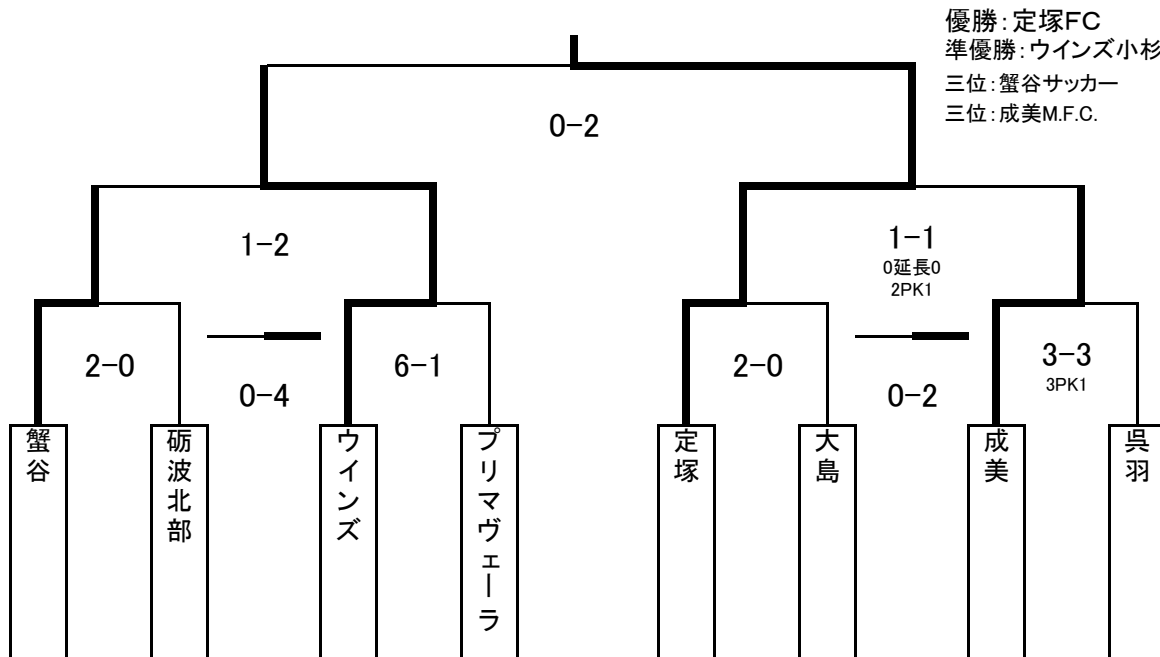 優勝：定塚FC
準優勝：ウインズ小杉
三位：蟹谷サッカー
三位：成美M.F.C.
0-2
1-2
1-1
0延長0
2PK1
2-0
0-4
6-1
2-0
0-2
3-3
3PK1
蟹谷
砺波北部
ウインズ
プリマヴェーラ
定塚
大島
成美
呉羽